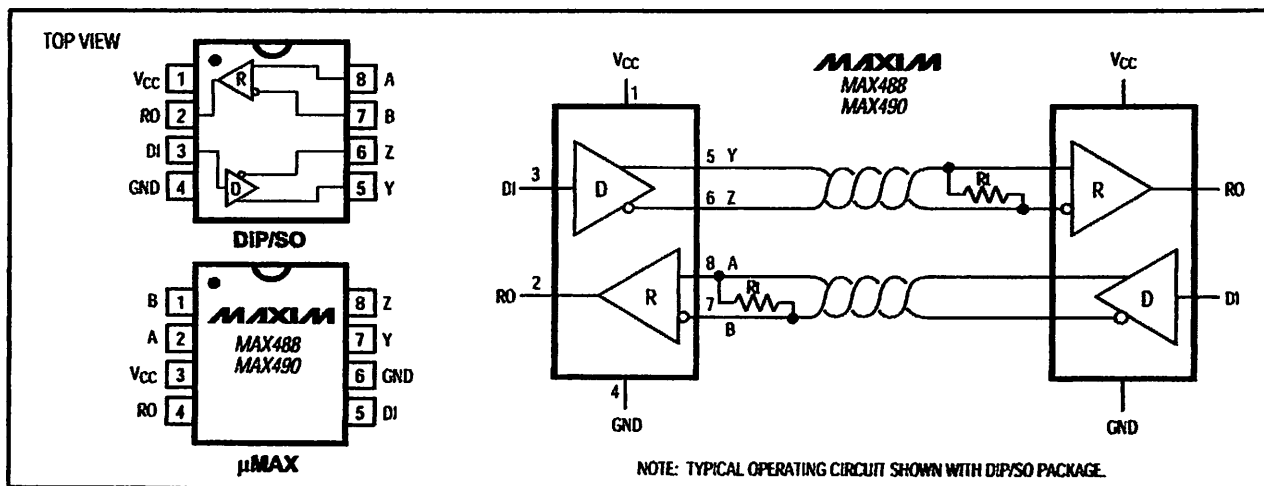 TOP VIEW
VCC 1
RO 2
DI 3
GND 4
8 A
7 B
6 Z
5 Y
R
D
DIP/SO
B 1
A 2
VCC 3
RO 4
8 Z
7 Y
6 GND
5 DI
MAXIM
MAX488
MAX490
µMAX
MAXIM
MAX488
MAX490
VCC
1
DI 3
D
5 Y
6 Z
Rt
RO 2
R
8 A
7
B
Rt
4
GND
VCC
R
RO
D
DI
GND
NOTE: TYPICAL OPERATING CIRCUIT SHOWN WITH DIP/SO PACKAGE.